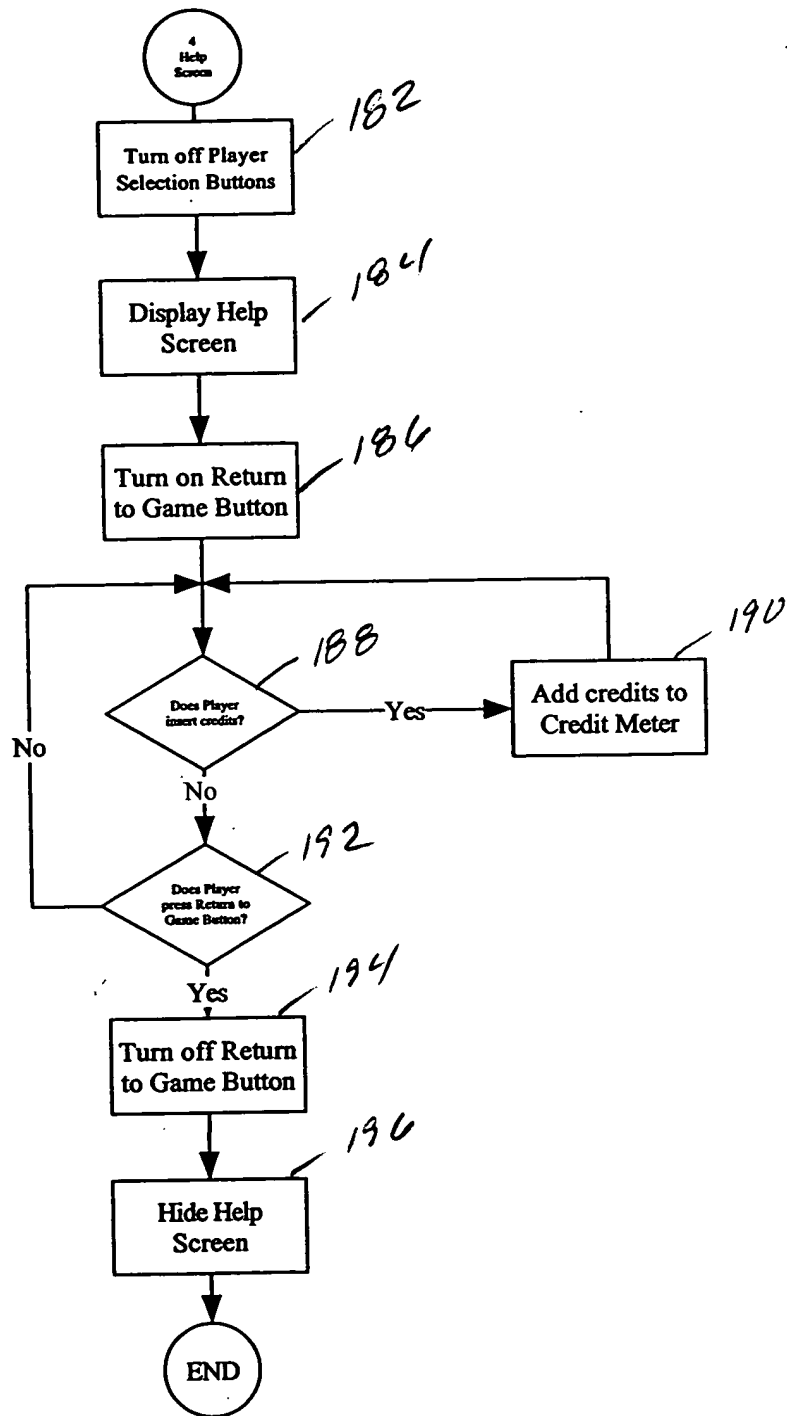 4
Help
Screen
182
Turn off Player
Selection Buttons
184
Display Help
Screen
186
Turn on Return
to Game Button
188
Does Player
insert credits?
Yes
190
Add credits to
Credit Meter
No
No
192
Does Player
press Return to
Game Button?
Yes
194
Turn off Return
to Game Button
196
Hide Help
Screen
END